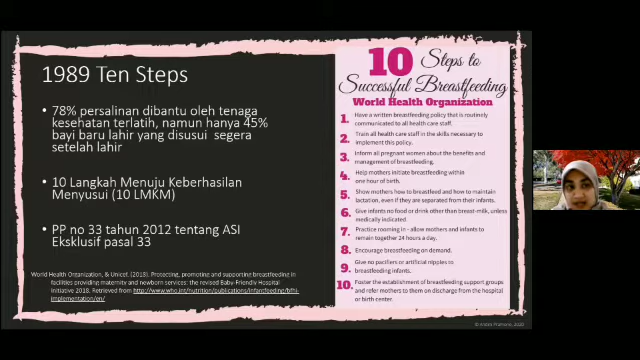 1989 Ten Steps
• 78% persalinan dibantu oleh tenaga
kesehatan terlatih, namun hanya 45%
bayi baru lahir yang disusui segera
setelah lahir
• 10 Langkah Menuju Keberhasilan
Menyusui (10 LMKM)
• PP no 33 tahun 2012 tentang ASI
Eksklusif pasal 33
World Health Organization, & Unicef. (2018). Protecting, promoting and supporting breastfeeding in
facilities providing maternity and newborn services: the revised Baby-Friendly Hospital
Initiative 2018. Retrieved from http://www.who.int/nutrition/publications/infantfeeding/bfhi-
implementation/en/
10 Steps to
Successful Breastfeeding
World Health Organization
1. Have a written breastfeeding policy that is routinely
communicated to all health care staff.
2. Train all health care staff in the skills necessary to
implement this policy.
3. Inform all pregnant women about the benefits and
management of breastfeeding.
4. Help mothers initiate breastfeeding within
one hour of birth.
5. Show mothers how to breastfeed and how to maintain
lactation, even if they are separated from their infants.
6. Give infants no food or drink other than breast-milk, unless
medically indicated.
7. Practice rooming in - allow mothers and infants to
remain together 24 hours a day.
8. Encourage breastfeeding on demand.
9. Give no pacifiers or artificial nipples to
breastfeeding infants.
10. Foster the establishment of breastfeeding support groups
and refer mothers to them on discharge from the hospital
or birth center.
2020